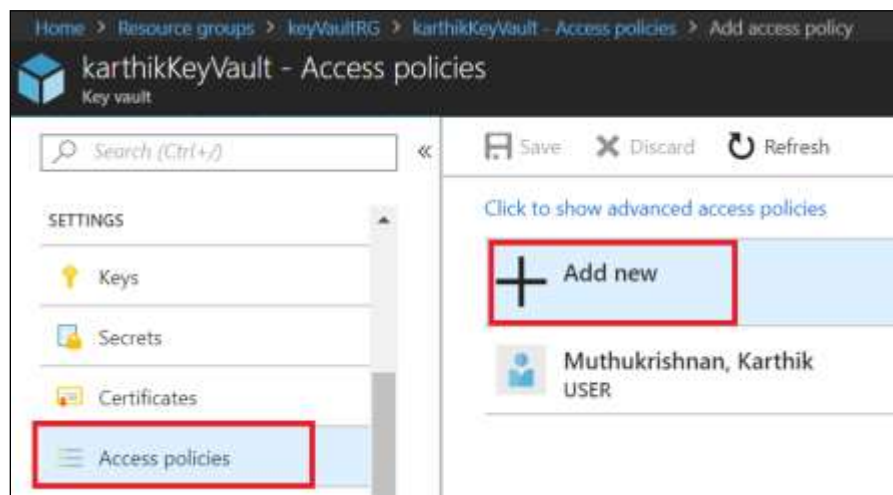 Home > Resource groups > keyVaultRG > karthikKeyVault - Access policies > Add access policy
karthikKeyVault - Access policies
Key vault
Search (Ctrl+/)
«
Save Discard Refresh
SETTINGS
Keys
Secrets
Certificates
Access policies
Click to show advanced access policies
Add new
Muthukrishnan, Karthik
USER